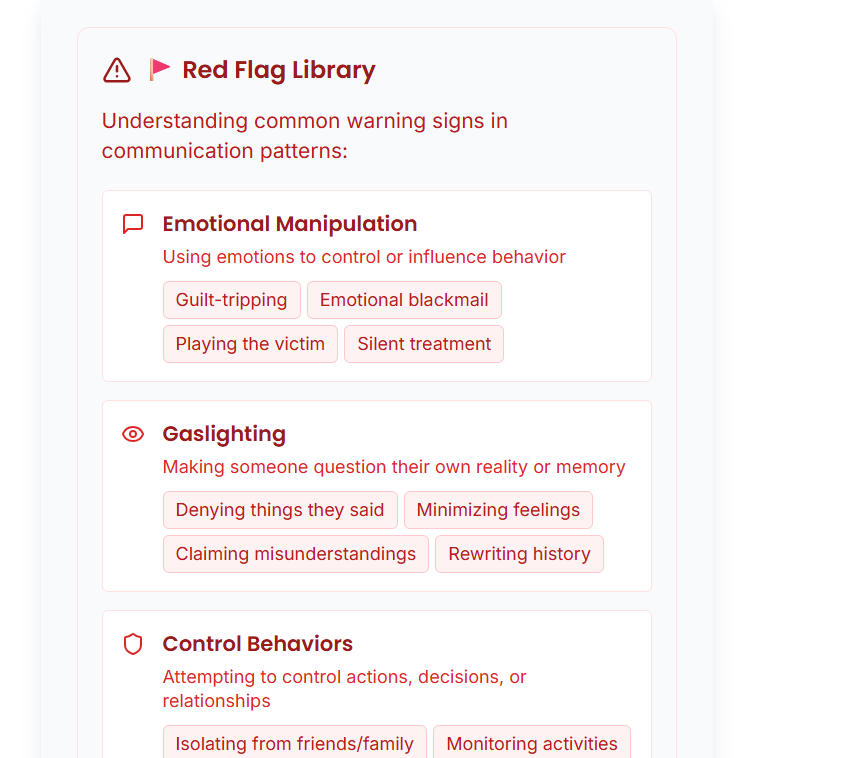 Red Flag Library
Understanding common warning signs in
communication patterns:
Emotional Manipulation
Using emotions to control or influence behavior
Guilt-tripping Emotional blackmail
Playing the victim Silent treatment
Gaslighting
Making someone question their own reality or memory
Denying things they said Minimizing feelings
Claiming misunderstandings Rewriting history
Control Behaviors
Attempting to control actions, decisions, or
relationships
Isolating from friends/family Monitoring activities